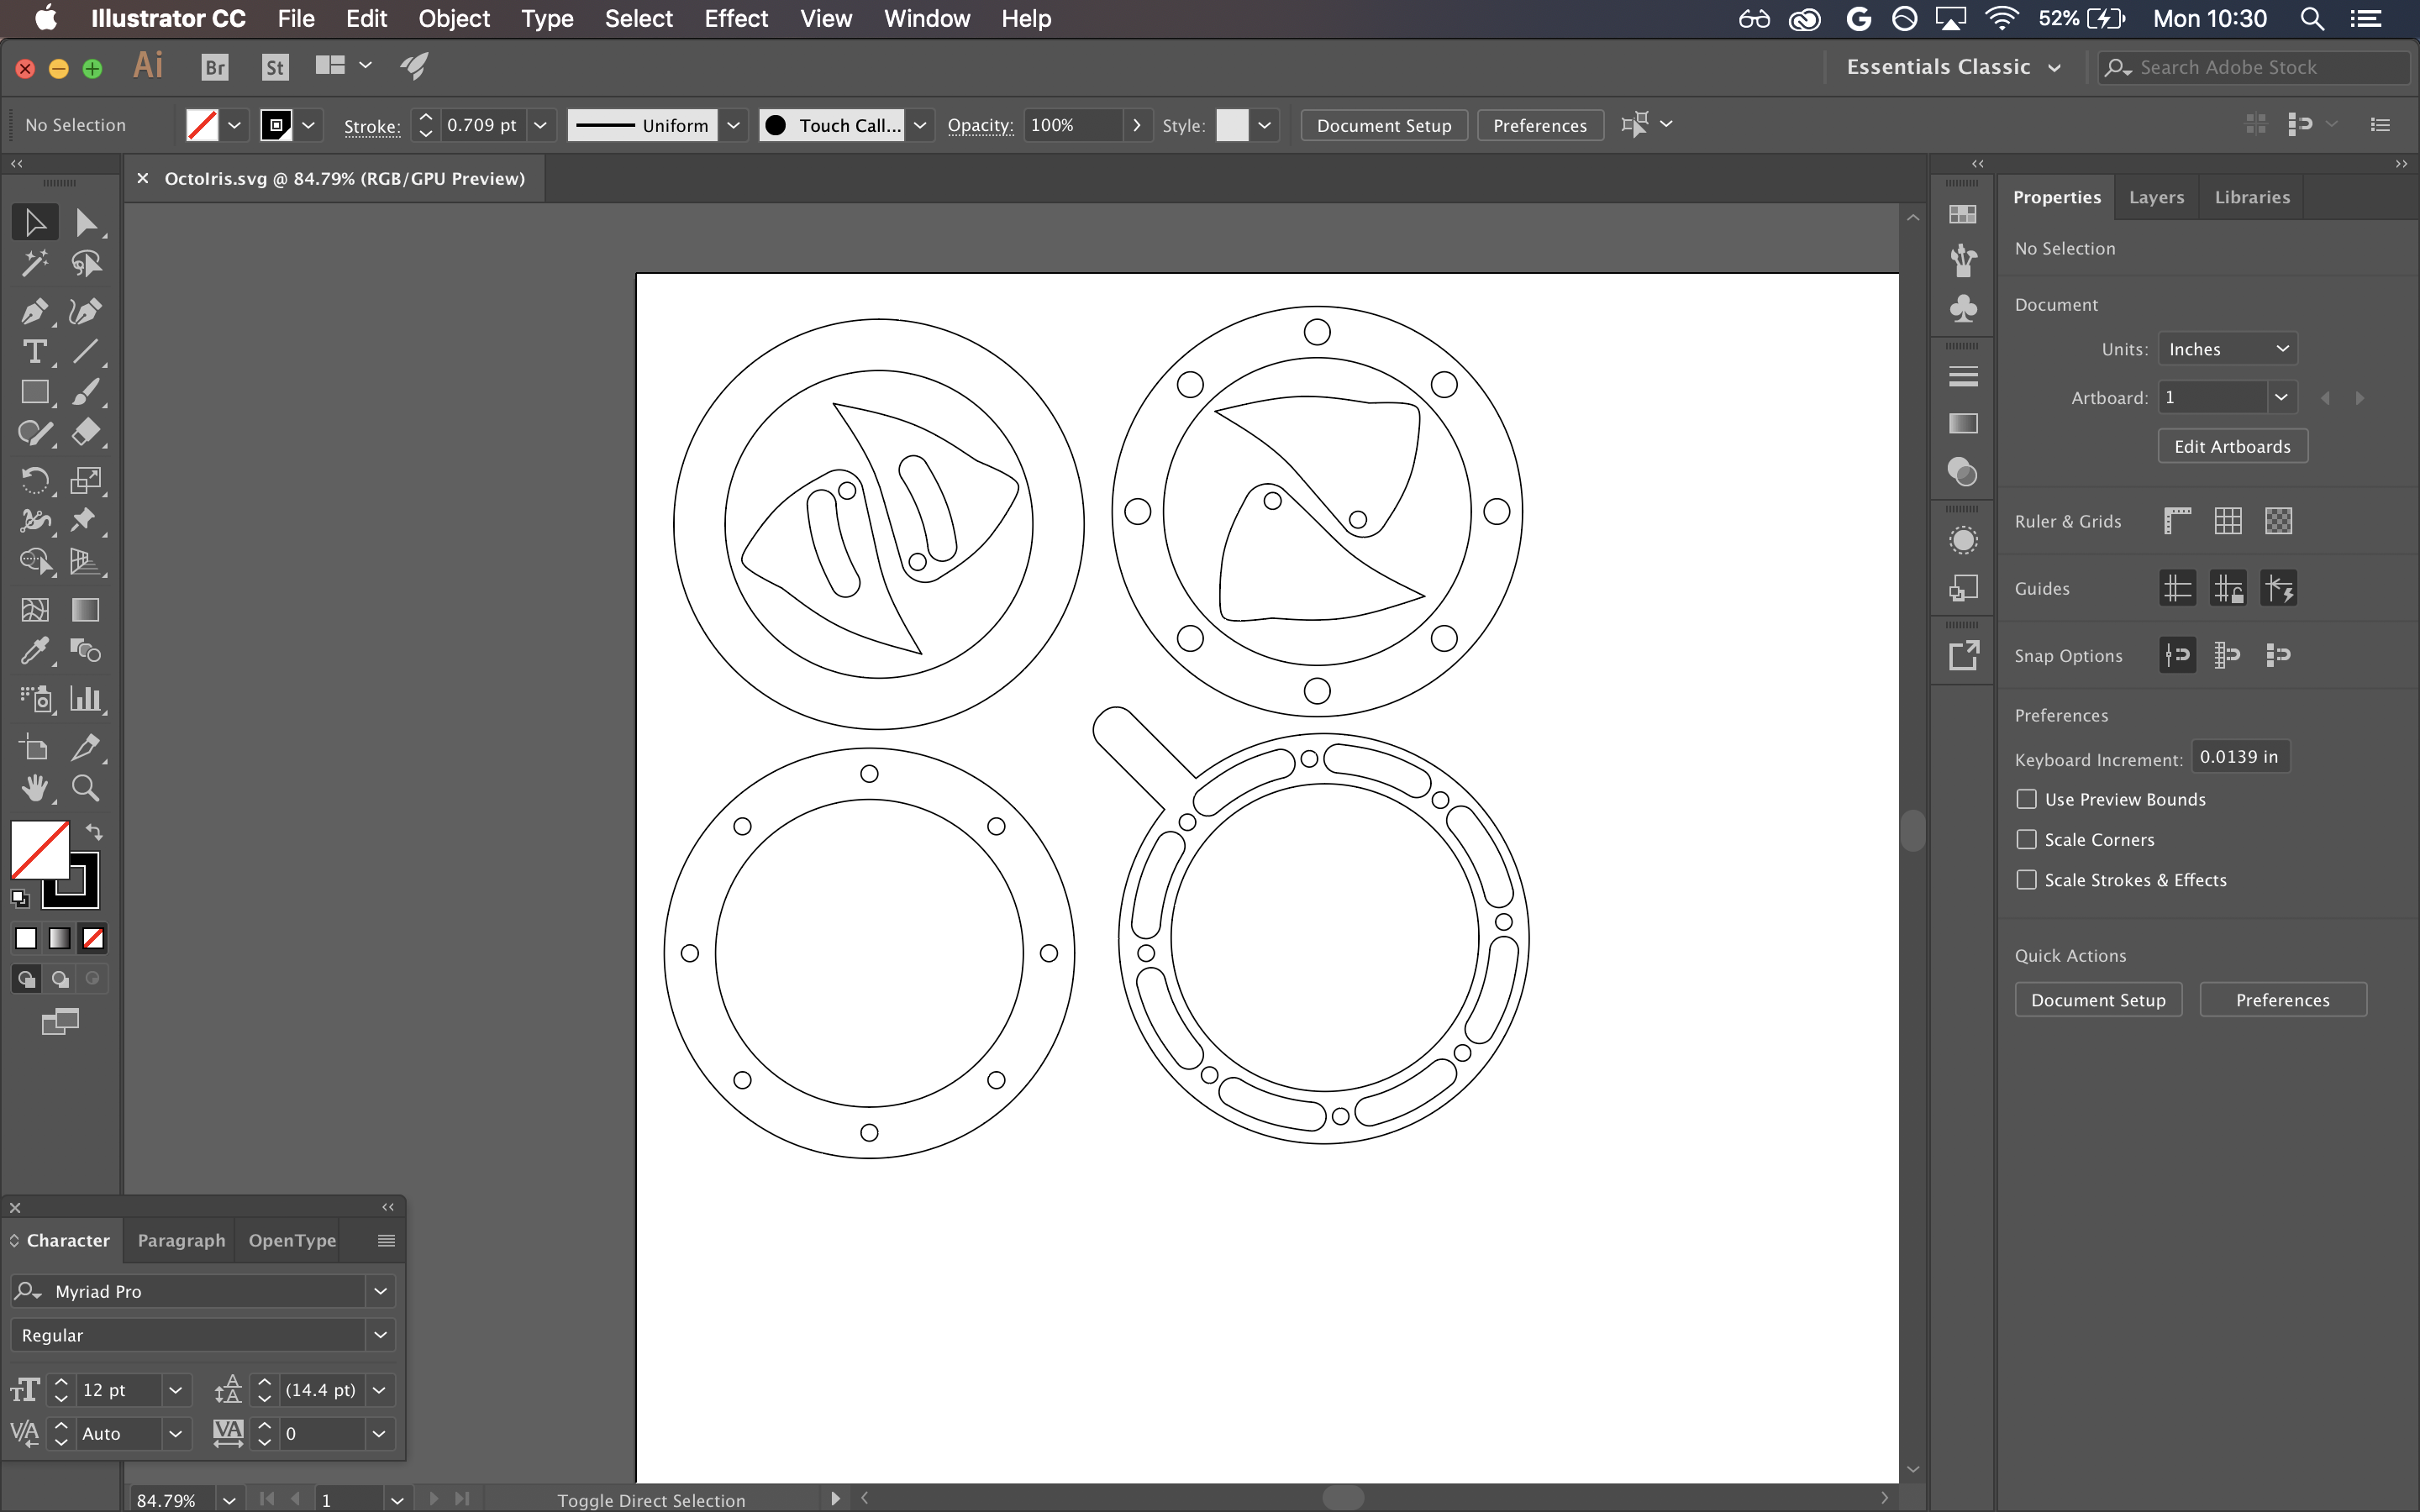 Illustrator CC File Edit Object Type Select Effect View Window Help 52% Mon 10:30
Ai Br St Essentials Classic Search Adobe Stock
No Selection Stroke: 0.709 pt Uniform Touch Call... Opacity: 100% Style: Document Setup Preferences
OctoIris.svg @ 84.79% (RGB/GPU Preview)
Properties Layers Libraries
No Selection
Document
Units: Inches
Artboard: 1
Edit Artboards
Ruler & Grids
Guides
Snap Options
Preferences
Keyboard Increment: 0.0139 in
Use Preview Bounds
Scale Corners
Scale Strokes & Effects
Quick Actions
Document Setup Preferences
Character Paragraph OpenType
Myriad Pro
Regular
12 pt (14.4 pt)
Auto 0
84.79% 1 Toggle Direct Selection